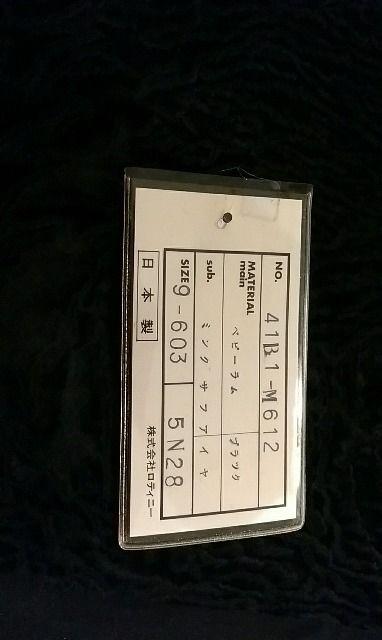 NO. 41B1-M612
MATERIAL
main ベビーラム ブラック
sub. ミンク サファイヤ
SIZE 9-603 5N28
日本製 株式会社ロティニー